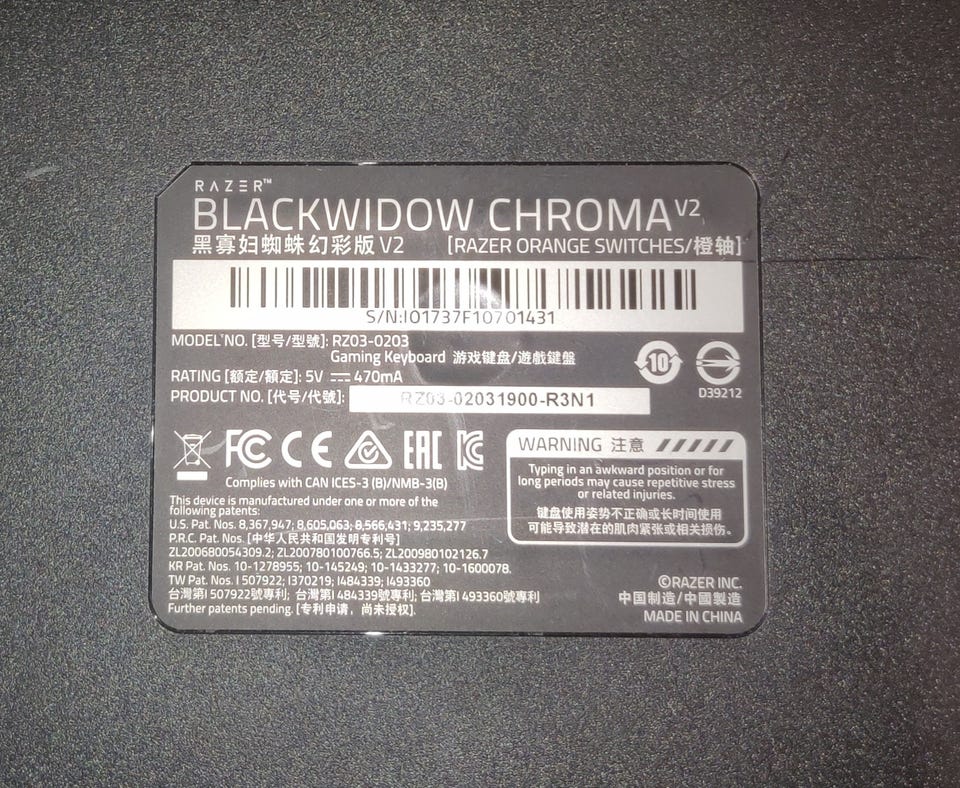 RAZER™
BLACKWIDOW CHROMA V2
黑寡妇蜘蛛幻彩版 V2 [RAZER ORANGE SWITCHES/橙轴]
S/N:I01737F10701431
MODEL NO. [型号/型號]: RZ03-0203
Gaming Keyboard 游戏键盘/遊戲鍵盤
RATING [额定/額定]: 5V ⎓ 470mA
PRODUCT NO. [代号/代號]: RZ03-02031900-R3N1
10
D39212
FC CE EAC KC
Complies with CAN ICES-3 (B)/NMB-3(B)
This device is manufactured under one or more of the
following patents:
U.S. Pat. Nos. 8,367,947; 8,605,063; 8,566,431; 9,235,277
P.R.C. Pat. Nos. [中华人民共和国发明专利号]
ZL200680054309.2; ZL200780100766.5; ZL200980102126.7
KR Pat. Nos. 10-1278955; 10-145249; 10-1433277; 10-1600078.
TW Pat. Nos. I 507922; I370219; I484339; I493360
台灣第I 507922號專利; 台灣第I 484339號專利; 台灣第I 493360號專利
Further patents pending. [专利申请，尚未授权].
WARNING 注意
Typing in an awkward position or for
long periods may cause repetitive stress
or related injuries.
键盘使用姿势不正确或长时间使用
可能导致潜在的肌肉紧张或相关损伤。
©RAZER INC.
中国制造/中國製造
MADE IN CHINA